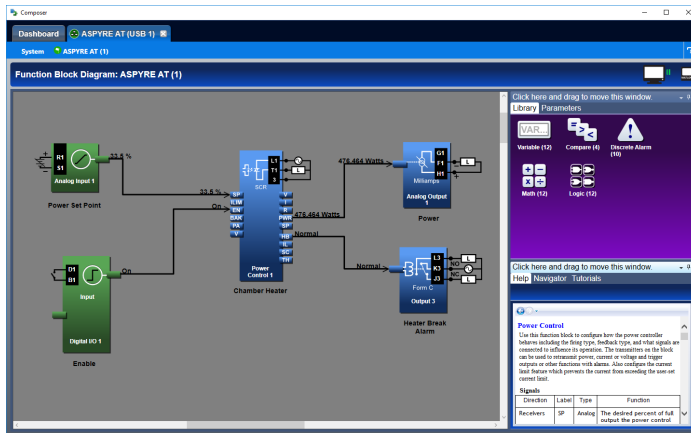 Composer
Dashboard
ASPYRE AT (USB 1)
System
ASPYRE AT (1)
Function Block Diagram: ASPYRE AT (1)
R1
S1
Analog Input 1
33.5 %
Power Set Point
D1
B1
Input
Digital I/O 1
On
Enable
33.5 %
On
SCR
L1
T1
3
L
SP
ILIM
EN
BAK
PA
V
V
I
R
PWR
SP
HB
IL
SC
TH
Power
Control 1
Chamber Heater
476.464 Watts
Normal
476.464 Watts
Milliamps
G1
F1
H1
L
+
Analog Output
1
Power
Normal
Form C
L3
K3
J3
NO
NC
L
L
Output 3
Heater Break
Alarm
Click here and drag to move this window.
Library Parameters
VAR...
Variable (12)
Compare (4)
Discrete Alarm
(10)
Math (12)
Logic (12)
Click here and drag to move this window.
Help Navigator Tutorials
Power Control
Use this function block to configure how the power controller
behaves including the firing type, feedback type, and what signals are
connected to influence its operation. The transmitters on the block
can be used to retransmit power, current or voltage and trigger
outputs or other functions with alarms. Also configure the current
limit feature which prevents the current from exceeding the user-set
current limit.
Signals
Direction Label Type Function
Receivers SP Analog The desired percent of full
output the power control